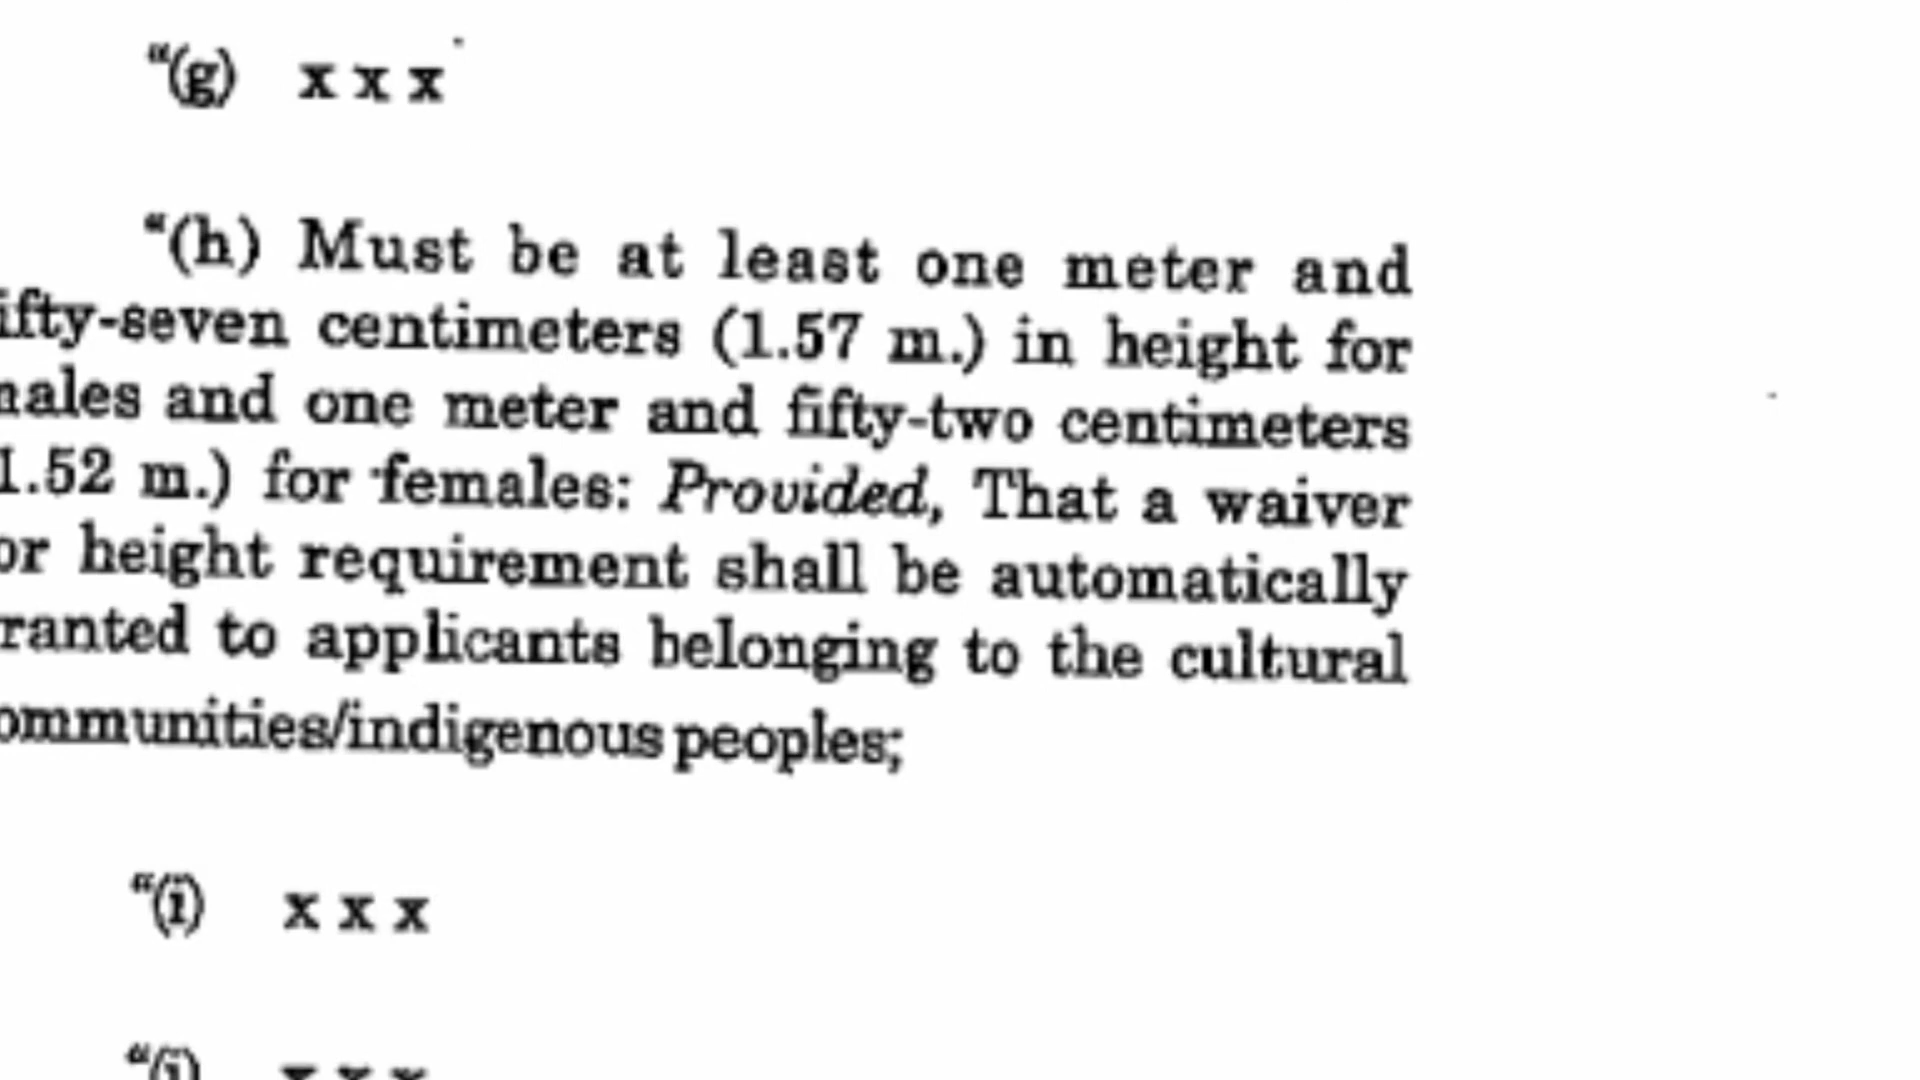 “(g) x x x
“(h) Must be at least one meter and
ifty-seven centimeters (1.57 m.) in height for
nales and one meter and fifty-two centimeters
1.52 m.) for females: Provided, That a waiver
or height requirement shall be automatically
ranted to applicants belonging to the cultural
ommunities/indigenous peoples;
“(i) x x x
“(j) x x x